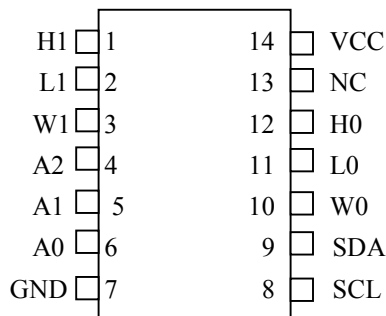 H1 1 14 VCC
L1 2 13 NC
W1 3 12 H0
A2 4 11 L0
A1 5 10 W0
A0 6 9 SDA
GND 7 8 SCL